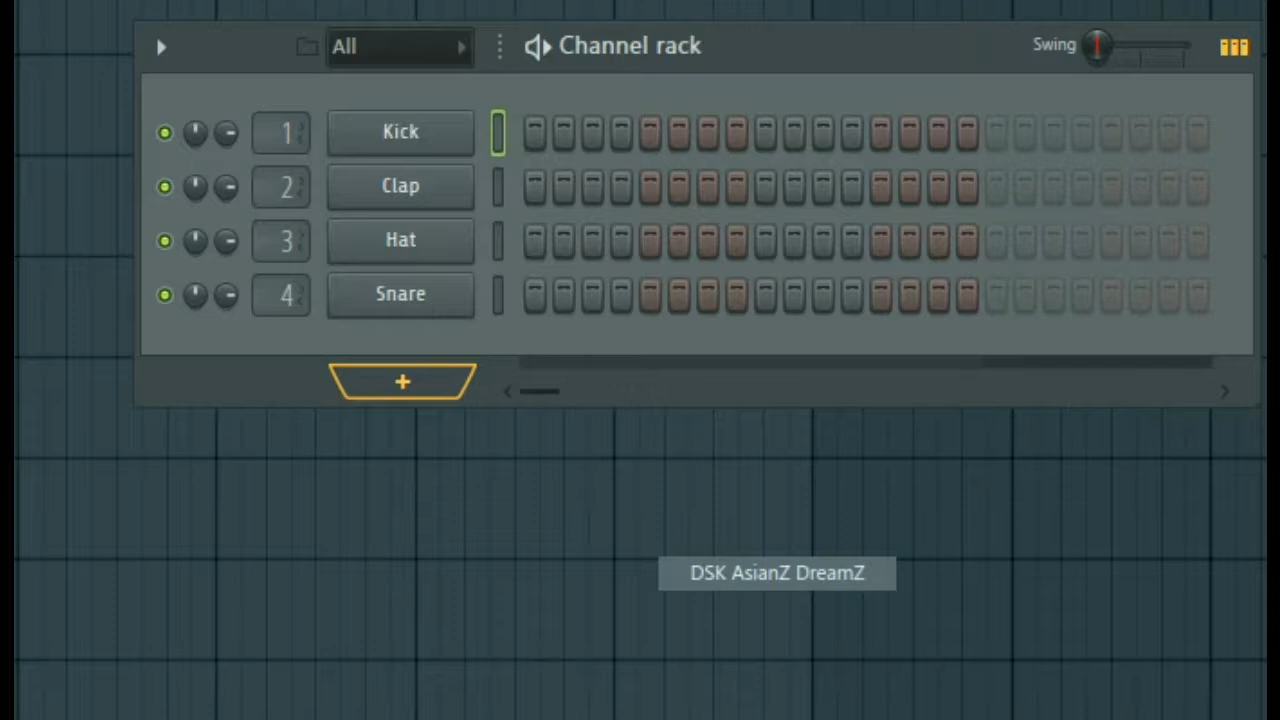 All
Channel rack
Swing
1
Kick
2
Clap
3
Hat
4
Snare
+
DSK AsianZ DreamZ